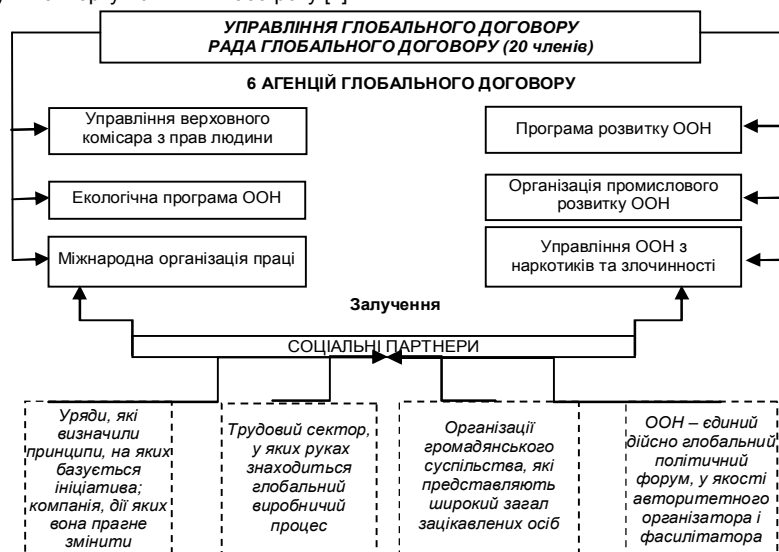 УПРАВЛІННЯ ГЛОБАЛЬНОГО ДОГОВОРУ
РАДА ГЛОБАЛЬНОГО ДОГОВОРУ (20 членів)
6 АГЕНЦІЙ ГЛОБАЛЬНОГО ДОГОВОРУ
Управління верховного
комісара з прав людини
Програма розвитку ООН
Екологічна програма ООН
Організація промислового
розвитку ООН
Міжнародна організація праці
Управління ООН з
наркотиків та злочинності
Залучення
СОЦІАЛЬНІ ПАРТНЕРИ
Уряди, які
визначили
принципи, на яких
базується
ініціатива;
компанія, дії яких
вона прагне
змінити
Трудовий сектор,
у яких руках
знаходиться
глобальний
виробничий
процес
Організації
громадянського
суспільства, які
представляють
широкий загал
зацікавлених осіб
ООН – єдиний
дійсно глобальний
політичний
форум, у якості
авторитетного
організатора і
фасилітатора